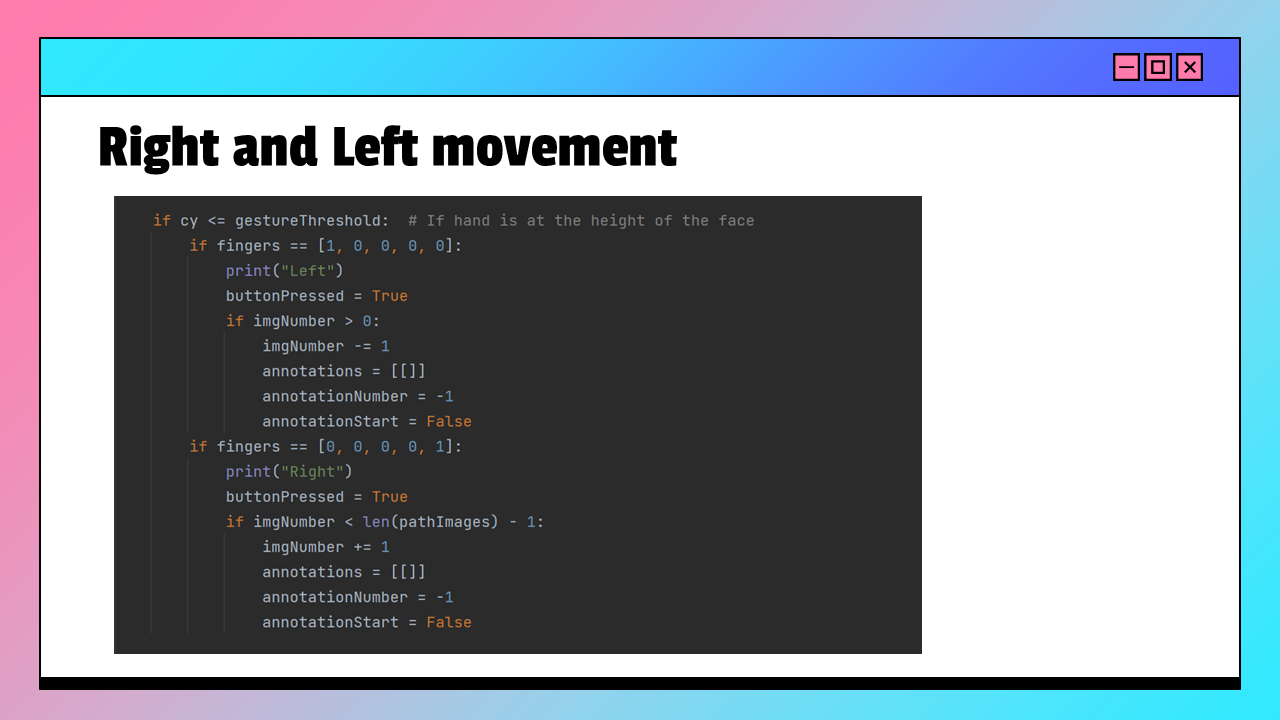 Right and Left movement
if cy <= gestureThreshold:  # If hand is at the height of the face
    if fingers == [1, 0, 0, 0, 0]:
        print("Left")
        buttonPressed = True
        if imgNumber > 0:
            imgNumber -= 1
            annotations = [[]]
            annotationNumber = -1
            annotationStart = False
    if fingers == [0, 0, 0, 0, 1]:
        print("Right")
        buttonPressed = True
        if imgNumber < len(pathImages) - 1:
            imgNumber += 1
            annotations = [[]]
            annotationNumber = -1
            annotationStart = False